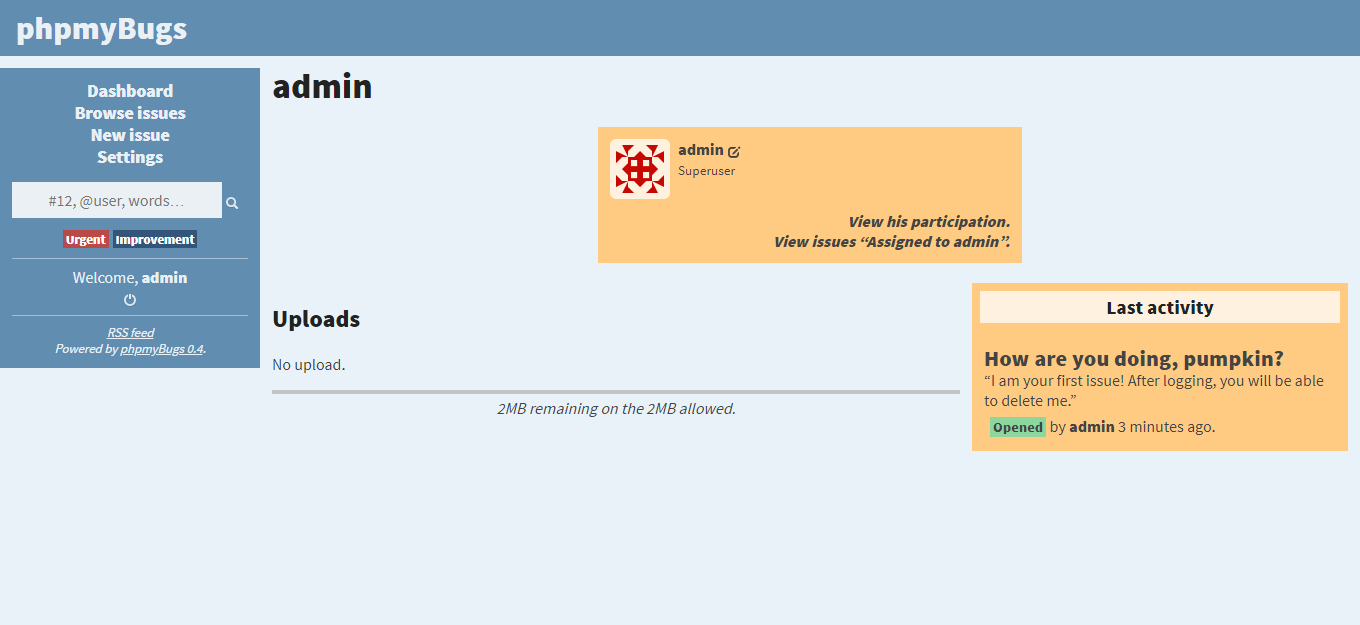 phpmyBugs
Dashboard
Browse issues
New issue
Settings
#12, @user, words…
Urgent Improvement
Welcome, admin
RSS feed
Powered by phpmyBugs 0.4.
admin
admin
Superuser
View his participation.
View issues “Assigned to admin”.
Uploads
No upload.
2MB remaining on the 2MB allowed.
Last activity
How are you doing, pumpkin?
“I am your first issue! After logging, you will be able
to delete me.”
Opened by admin 3 minutes ago.